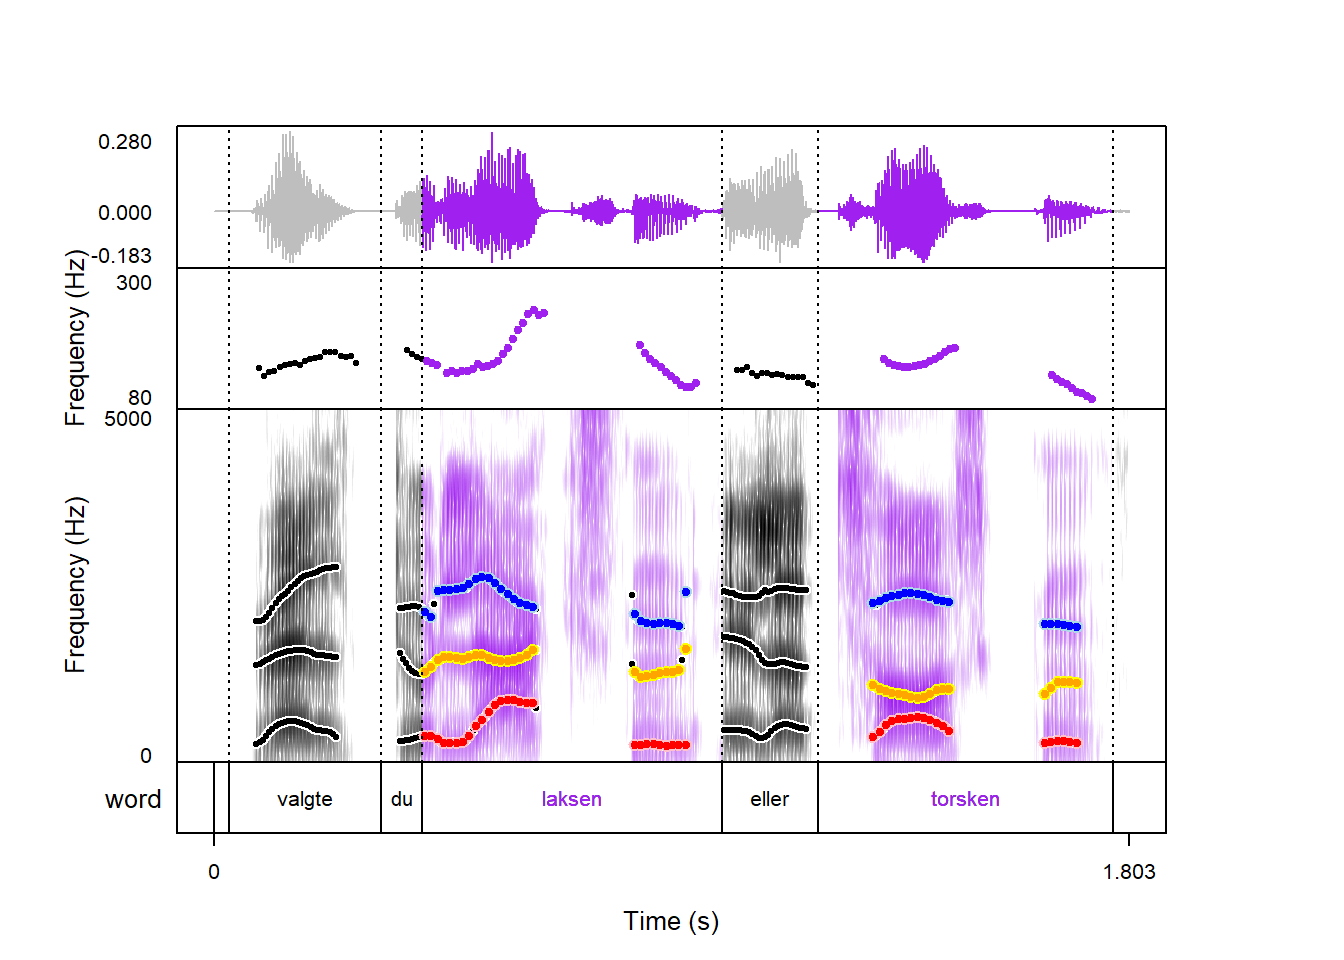 0.280
0.000
-0.183
Frequency (Hz)
300
80
Frequency (Hz)
5000
0
word
valgte
du
laksen
eller
torsken
0
1.803
Time (s)